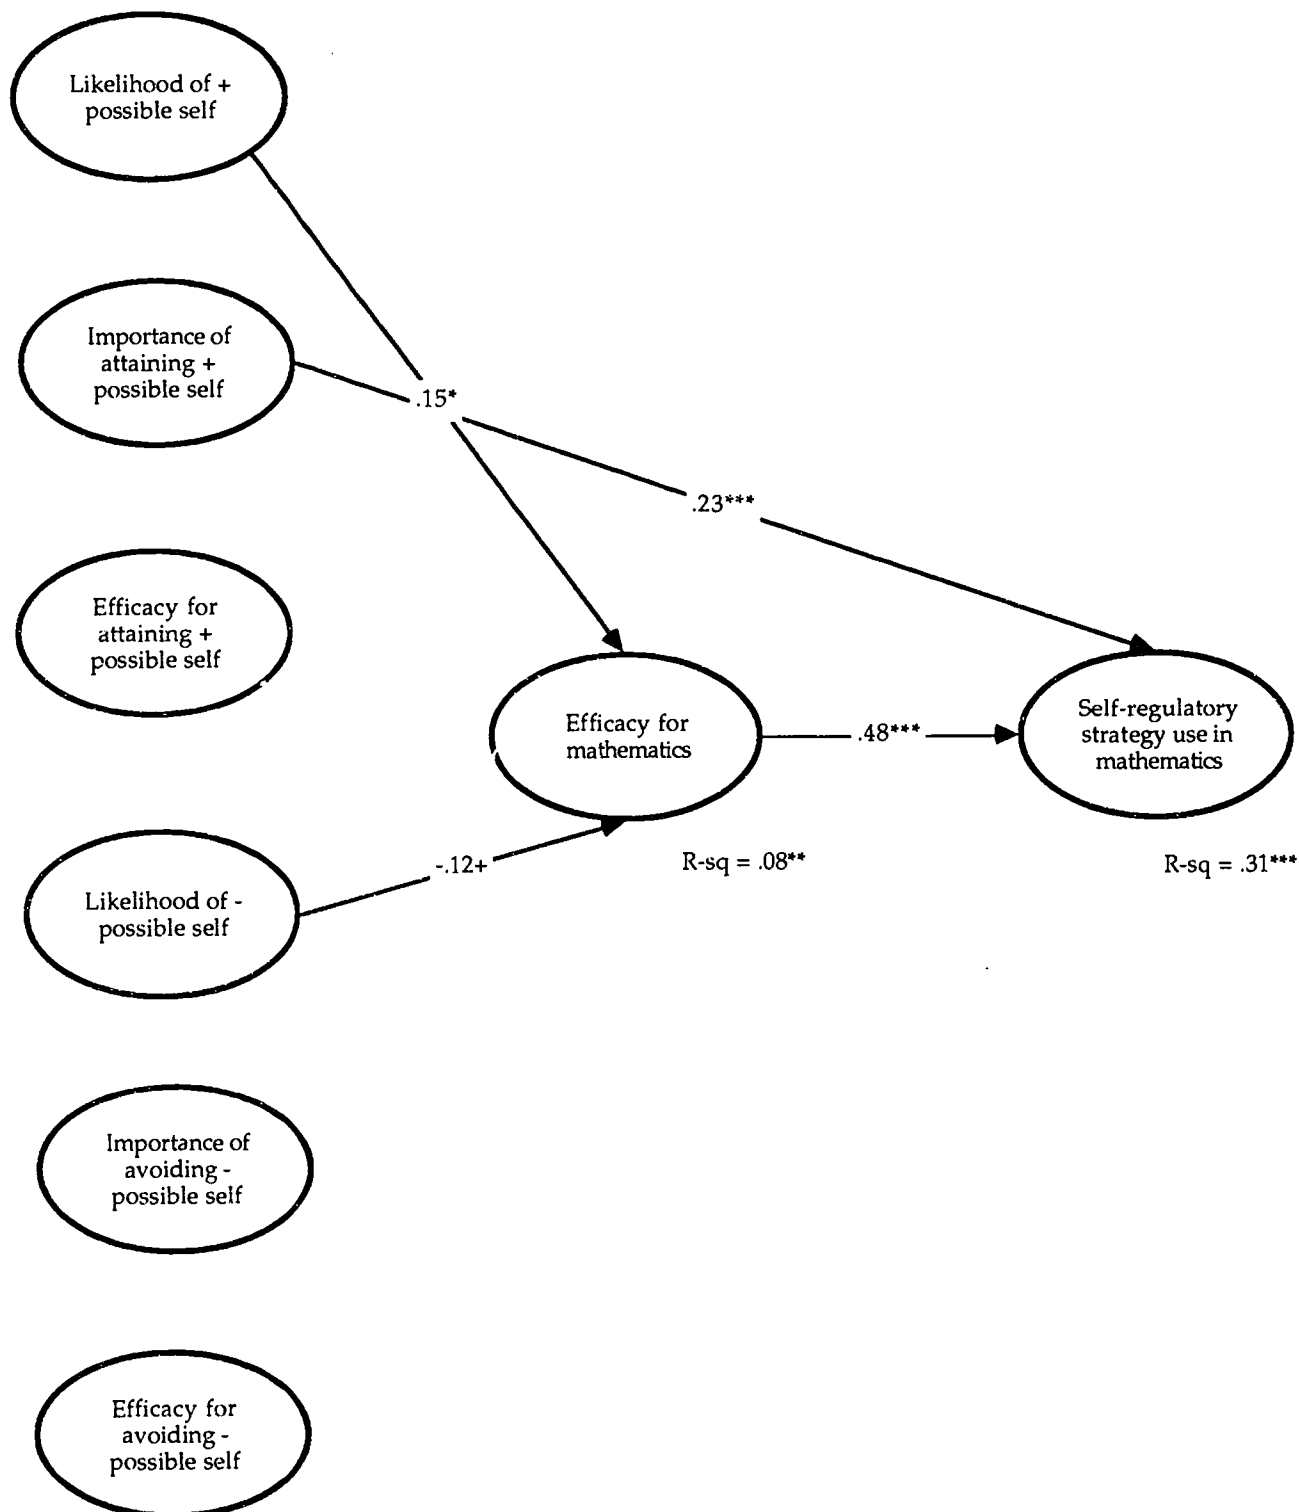 Likelihood of +
possible self
Importance of
attaining +
possible self
.15*
.23***
Efficacy for
attaining +
possible self
Efficacy for
mathematics
.48***
Self-regulatory
strategy use in
mathematics
-.12+
R-sq = .08**
R-sq = .31***
Likelihood of -
possible self
Importance of
avoiding -
possible self
Efficacy for
avoiding -
possible self